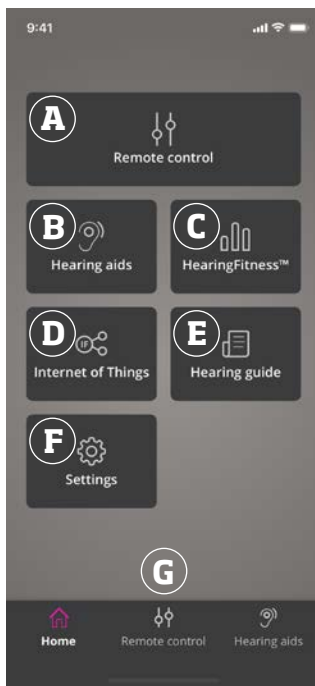 9:41
A
Remote control
B
C
Hearing aids
HearingFitness™
D
E
IF
Internet of Things
Hearing guide
F
Settings
G
Home
Remote control
Hearing aids